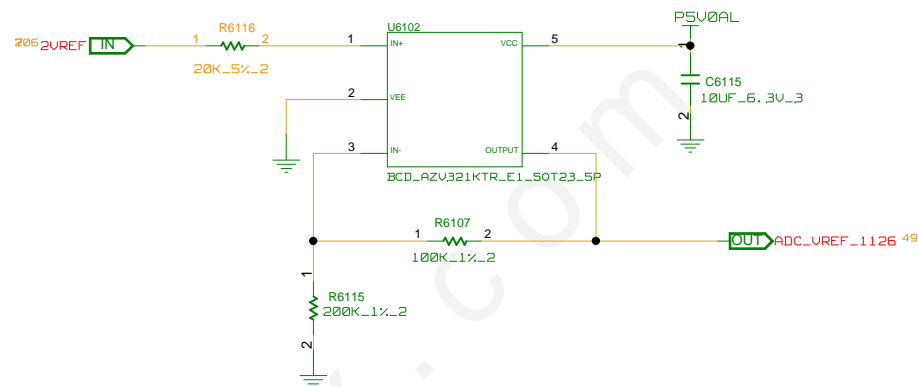 P5V0AL
R6116
U6102
206 2VREF IN 1 2 1 IN+ VCC 5 1
20K_5%_2
C6115
10UF_6.3V_3
2 VEE 2
3 IN- OUTPUT 4
BCD_AZV321KTR_E1_SOT23_5P
R6107
1 2 OUT ADC_VREF_1126 49
100K_1%_2
1
R6115
200K_1%_2
2
.com